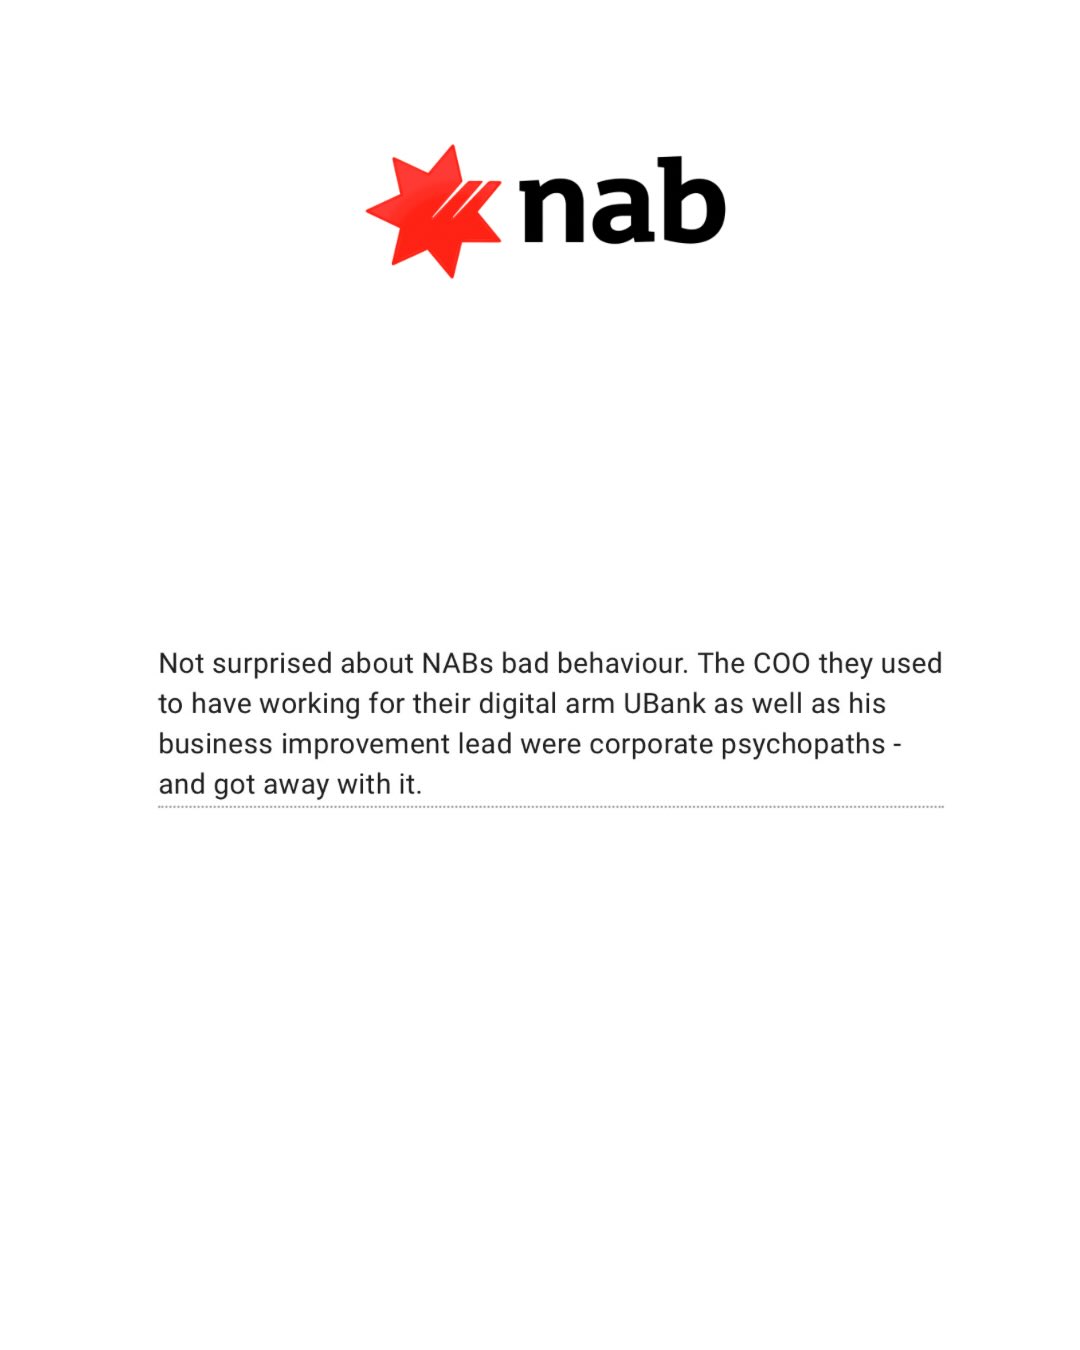 nab
Not surprised about NABs bad behaviour. The COO they used
to have working for their digital arm UBank as well as his
business improvement lead were corporate psychopaths -
and got away with it.